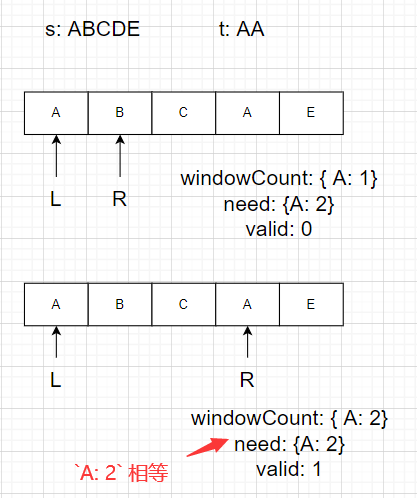 s: ABCDE t: AA
A B C A E
L R
windowCount: { A: 1}
need: {A: 2}
valid: 0
A B C A E
L R
windowCount: { A: 2}
need: {A: 2}
valid: 1
`A: 2` 相等